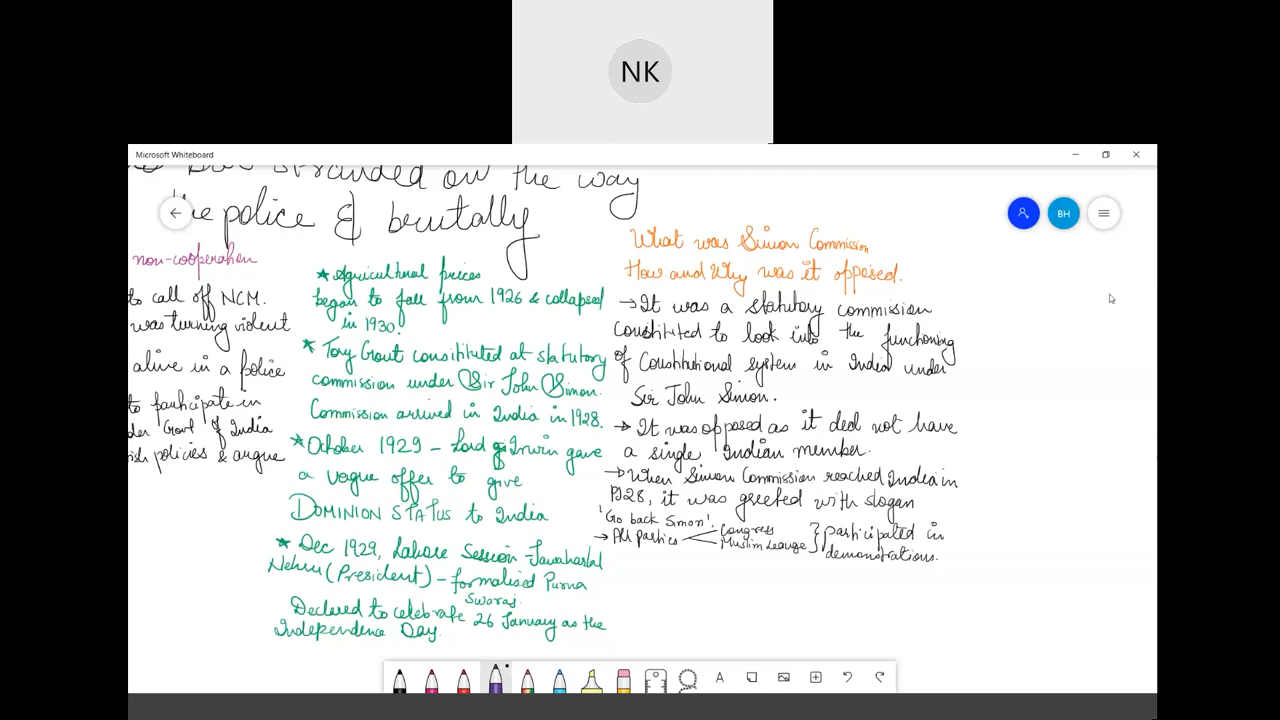 NK
Microsoft Whiteboard
but stranded on the way
the police & brutally
BH
non-cooperation
to call off NCM.
was turning violent
alive in a police
to participate in
der Govt of India
ish policies & argue
★ Agricultural prices
began to fall from 1926 & collapsed
in 1930.
★ Tory Govt consitituted at statutory
commission under Sir John Simon.
Commission arrived in India in 1928.
★ October 1929 - Lord Irwin gave
a vague offer to give
DOMINION STATUS to India
★ Dec 1929, Lahore Session - Jawaharlal
Nehru (President) - formalised Purna
Swaraj.
Declared to celebrate 26 January as the
Independence Day.
What was Simon Commission
How and Why was it opposed.
→ It was a statutory commission
constituted to look into the functioning
of Constitutional system in India under
Sir John Simon.
→ It was opposed as it did not have
a single Indian member.
→ When Simon Commission reached India in
1928, it was greeted with slogan
'Go back Simon'.
→ All parties Congress Muslim Leauge } participated in
demonstrations.
A